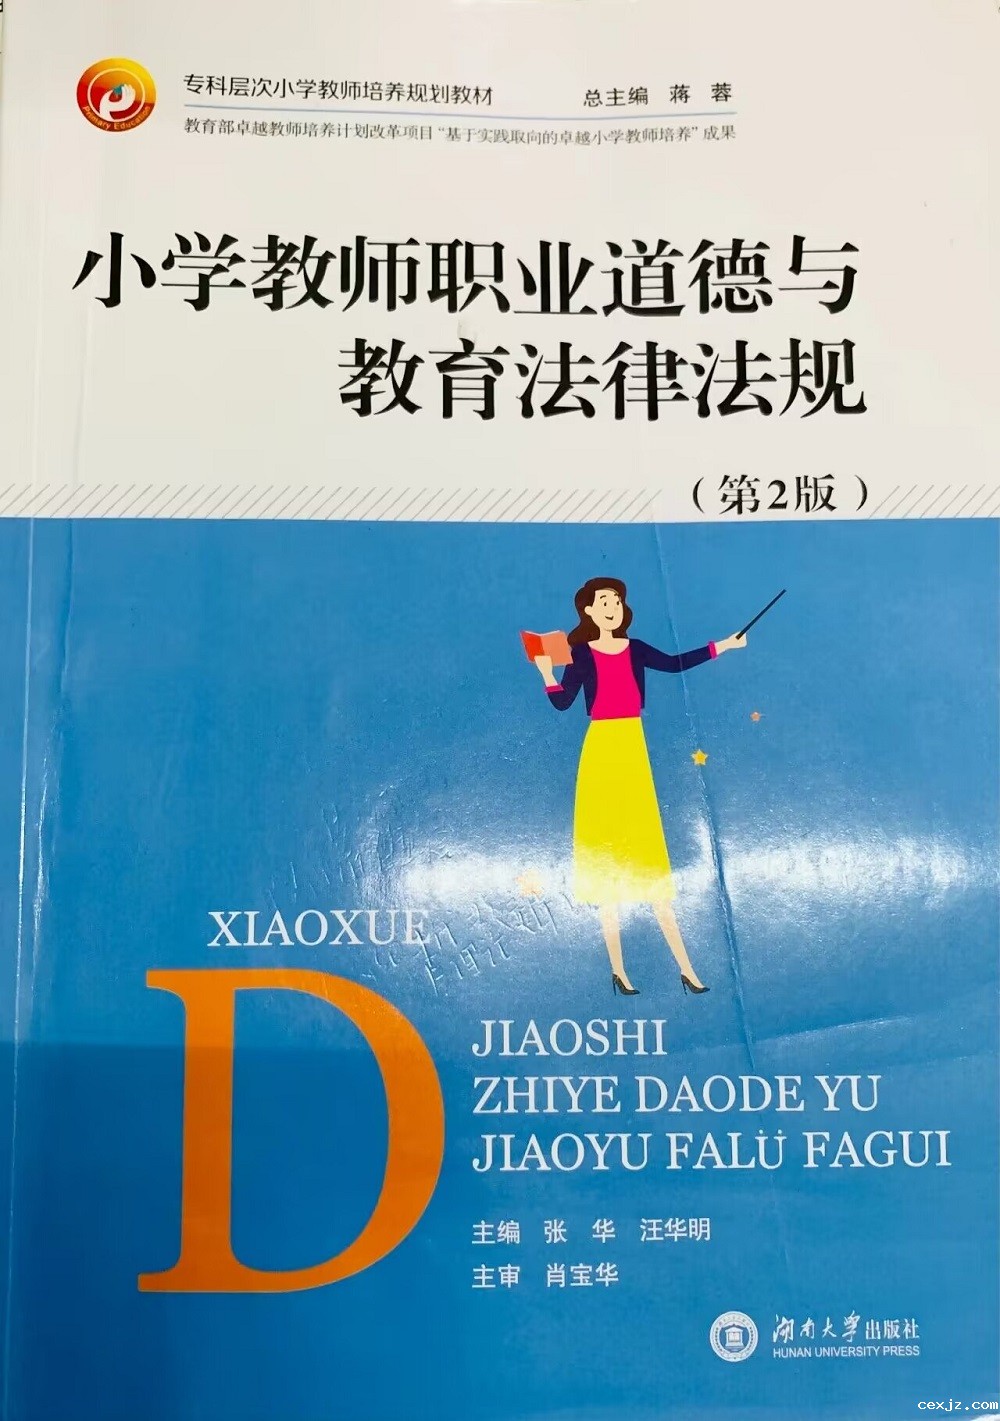 Primary Education
专科层次小学教师培养规划教材 总主编 蒋 蓉
教育部卓越教师培养计划改革项目“基于实践取向的卓越小学教师培养”成果
小学教师职业道德与
教育法律法规
（第2版）
XIAOXUE
D
JIAOSHI
ZHIYE DAODE YU
JIAOYU FALÜ FAGUI
主编 张 华 汪华明
主审 肖宝华
湖南大学出版社
HUNAN UNIVERSITY PRESS
cexjz.com